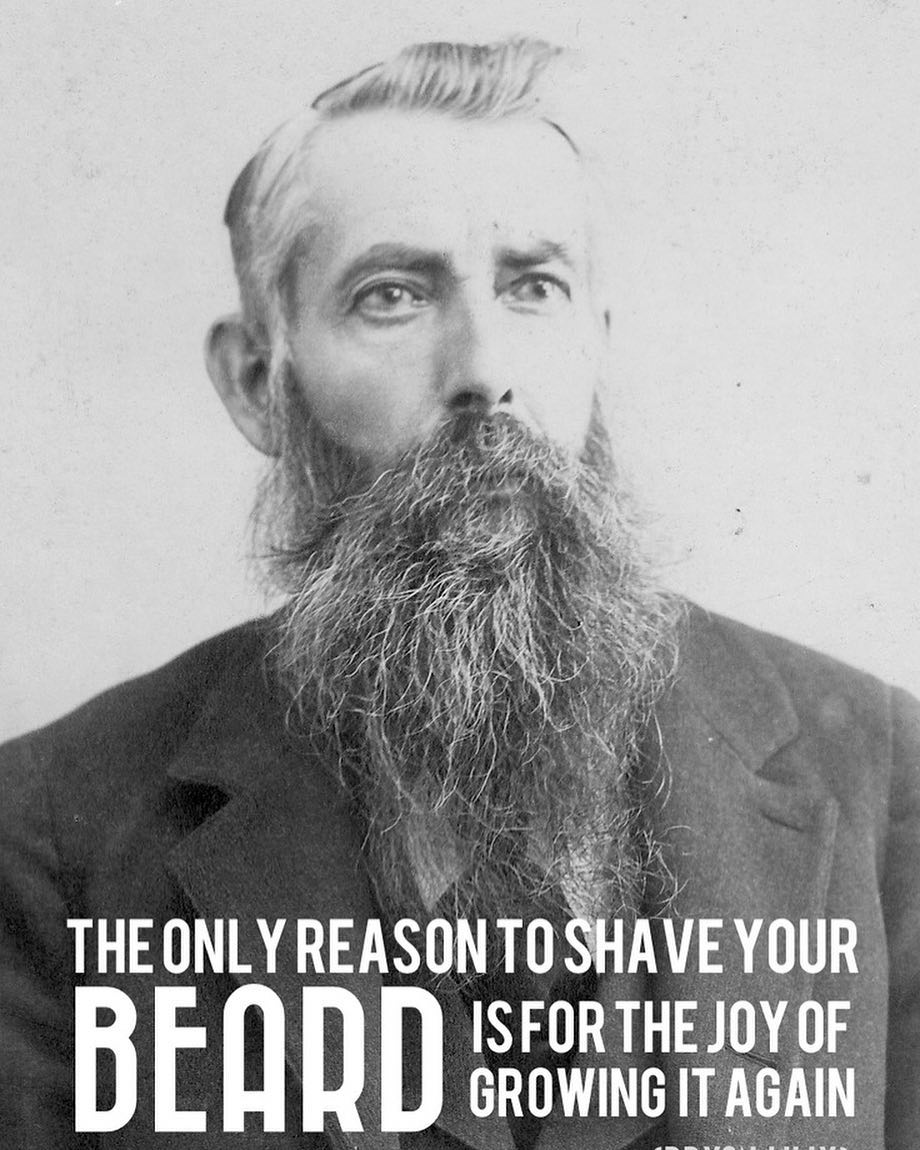 THE ONLY REASON TO SHAVE YOUR
BEARD IS FOR THE JOY OF
GROWING IT AGAIN